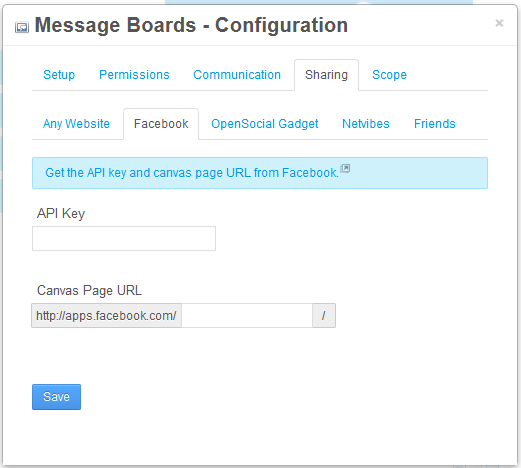 Message Boards - Configuration ×
Setup Permissions Communication Sharing Scope
Any Website Facebook OpenSocial Gadget Netvibes Friends
Get the API key and canvas page URL from Facebook.
API Key
Canvas Page URL
http://apps.facebook.com/ /
Save